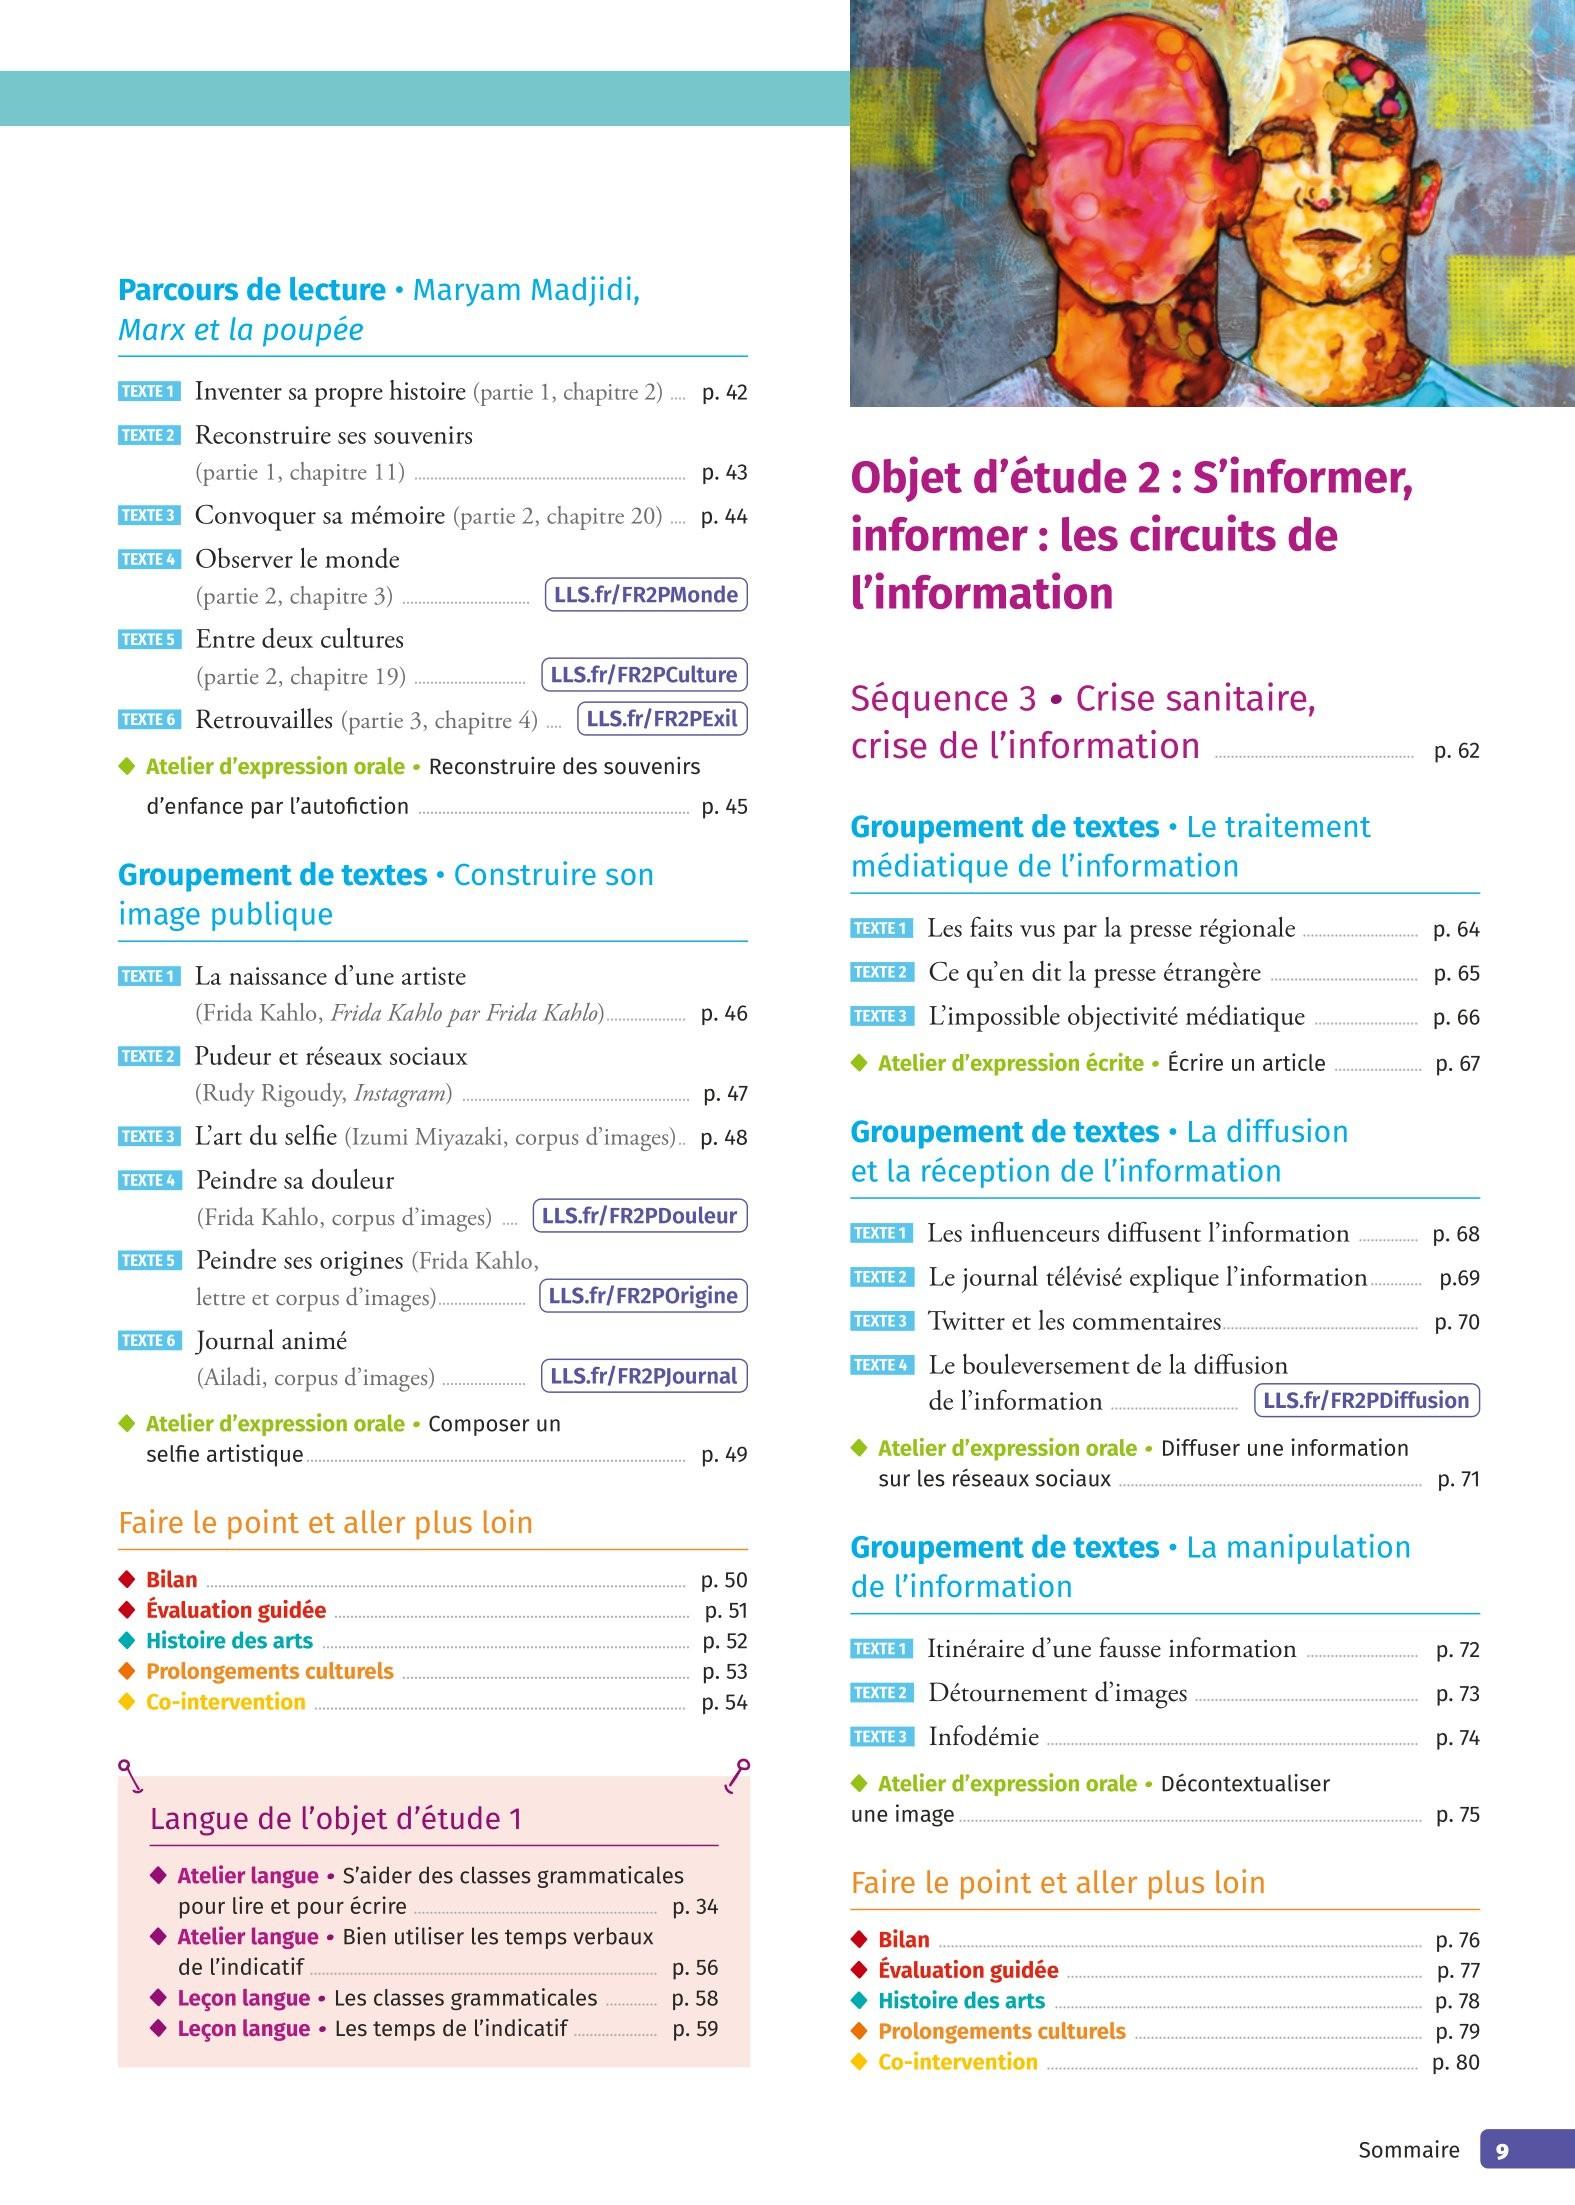 Parcours de lecture • Maryam Madjidi,
Marx et la poupée
TEXTE 1 Inventer sa propre histoire (partie 1, chapitre 2) .... p. 42
TEXTE 2 Reconstruire ses souvenirs
(partie 1, chapitre 11) .... p. 43
TEXTE 3 Convoquer sa mémoire (partie 2, chapitre 20) .... p. 44
TEXTE 4 Observer le monde
(partie 2, chapitre 3) .... LLS.fr/FR2PMonde
TEXTE 5 Entre deux cultures
(partie 2, chapitre 19) .... LLS.fr/FR2PCulture
TEXTE 6 Retrouvailles (partie 3, chapitre 4) .... LLS.fr/FR2PExil
◆ Atelier d'expression orale • Reconstruire des souvenirs
d'enfance par l'autofiction .... p. 45
Groupement de textes • Construire son
image publique
TEXTE 1 La naissance d'une artiste
(Frida Kahlo, Frida Kahlo par Frida Kahlo) .... p. 46
TEXTE 2 Pudeur et réseaux sociaux
(Rudy Rigoudy, Instagram) .... p. 47
TEXTE 3 L'art du selfie (Izumi Miyazaki, corpus d'images) .. p. 48
TEXTE 4 Peindre sa douleur
(Frida Kahlo, corpus d'images) .... LLS.fr/FR2PDouleur
TEXTE 5 Peindre ses origines (Frida Kahlo,
lettre et corpus d'images) .... LLS.fr/FR2POrigine
TEXTE 6 Journal animé
(Ailadi, corpus d'images) .... LLS.fr/FR2PJournal
◆ Atelier d'expression orale • Composer un
selfie artistique .... p. 49
Faire le point et aller plus loin
◆ Bilan .... p. 50
◆ Évaluation guidée .... p. 51
◆ Histoire des arts .... p. 52
◆ Prolongements culturels .... p. 53
◆ Co-intervention .... p. 54
Langue de l'objet d'étude 1
◆ Atelier langue • S'aider des classes grammaticales
pour lire et pour écrire .... p. 34
◆ Atelier langue • Bien utiliser les temps verbaux
de l'indicatif .... p. 56
◆ Leçon langue • Les classes grammaticales .... p. 58
◆ Leçon langue • Les temps de l'indicatif .... p. 59
Objet d'étude 2 : S'informer,
informer : les circuits de
l'information
Séquence 3 • Crise sanitaire,
crise de l'information .... p. 62
Groupement de textes • Le traitement
médiatique de l'information
TEXTE 1 Les faits vus par la presse régionale .... p. 64
TEXTE 2 Ce qu'en dit la presse étrangère .... p. 65
TEXTE 3 L'impossible objectivité médiatique .... p. 66
◆ Atelier d'expression écrite • Écrire un article .... p. 67
Groupement de textes • La diffusion
et la réception de l'information
TEXTE 1 Les influenceurs diffusent l'information .... p. 68
TEXTE 2 Le journal télévisé explique l'information .... p.69
TEXTE 3 Twitter et les commentaires .... p. 70
TEXTE 4 Le bouleversement de la diffusion
de l'information .... LLS.fr/FR2PDiffusion
◆ Atelier d'expression orale • Diffuser une information
sur les réseaux sociaux .... p. 71
Groupement de textes • La manipulation
de l'information
TEXTE 1 Itinéraire d'une fausse information .... p. 72
TEXTE 2 Détournement d'images .... p. 73
TEXTE 3 Infodémie .... p. 74
◆ Atelier d'expression orale • Décontextualiser
une image .... p. 75
Faire le point et aller plus loin
◆ Bilan .... p. 76
◆ Évaluation guidée .... p. 77
◆ Histoire des arts .... p. 78
◆ Prolongements culturels .... p. 79
◆ Co-intervention .... p. 80
Sommaire 9